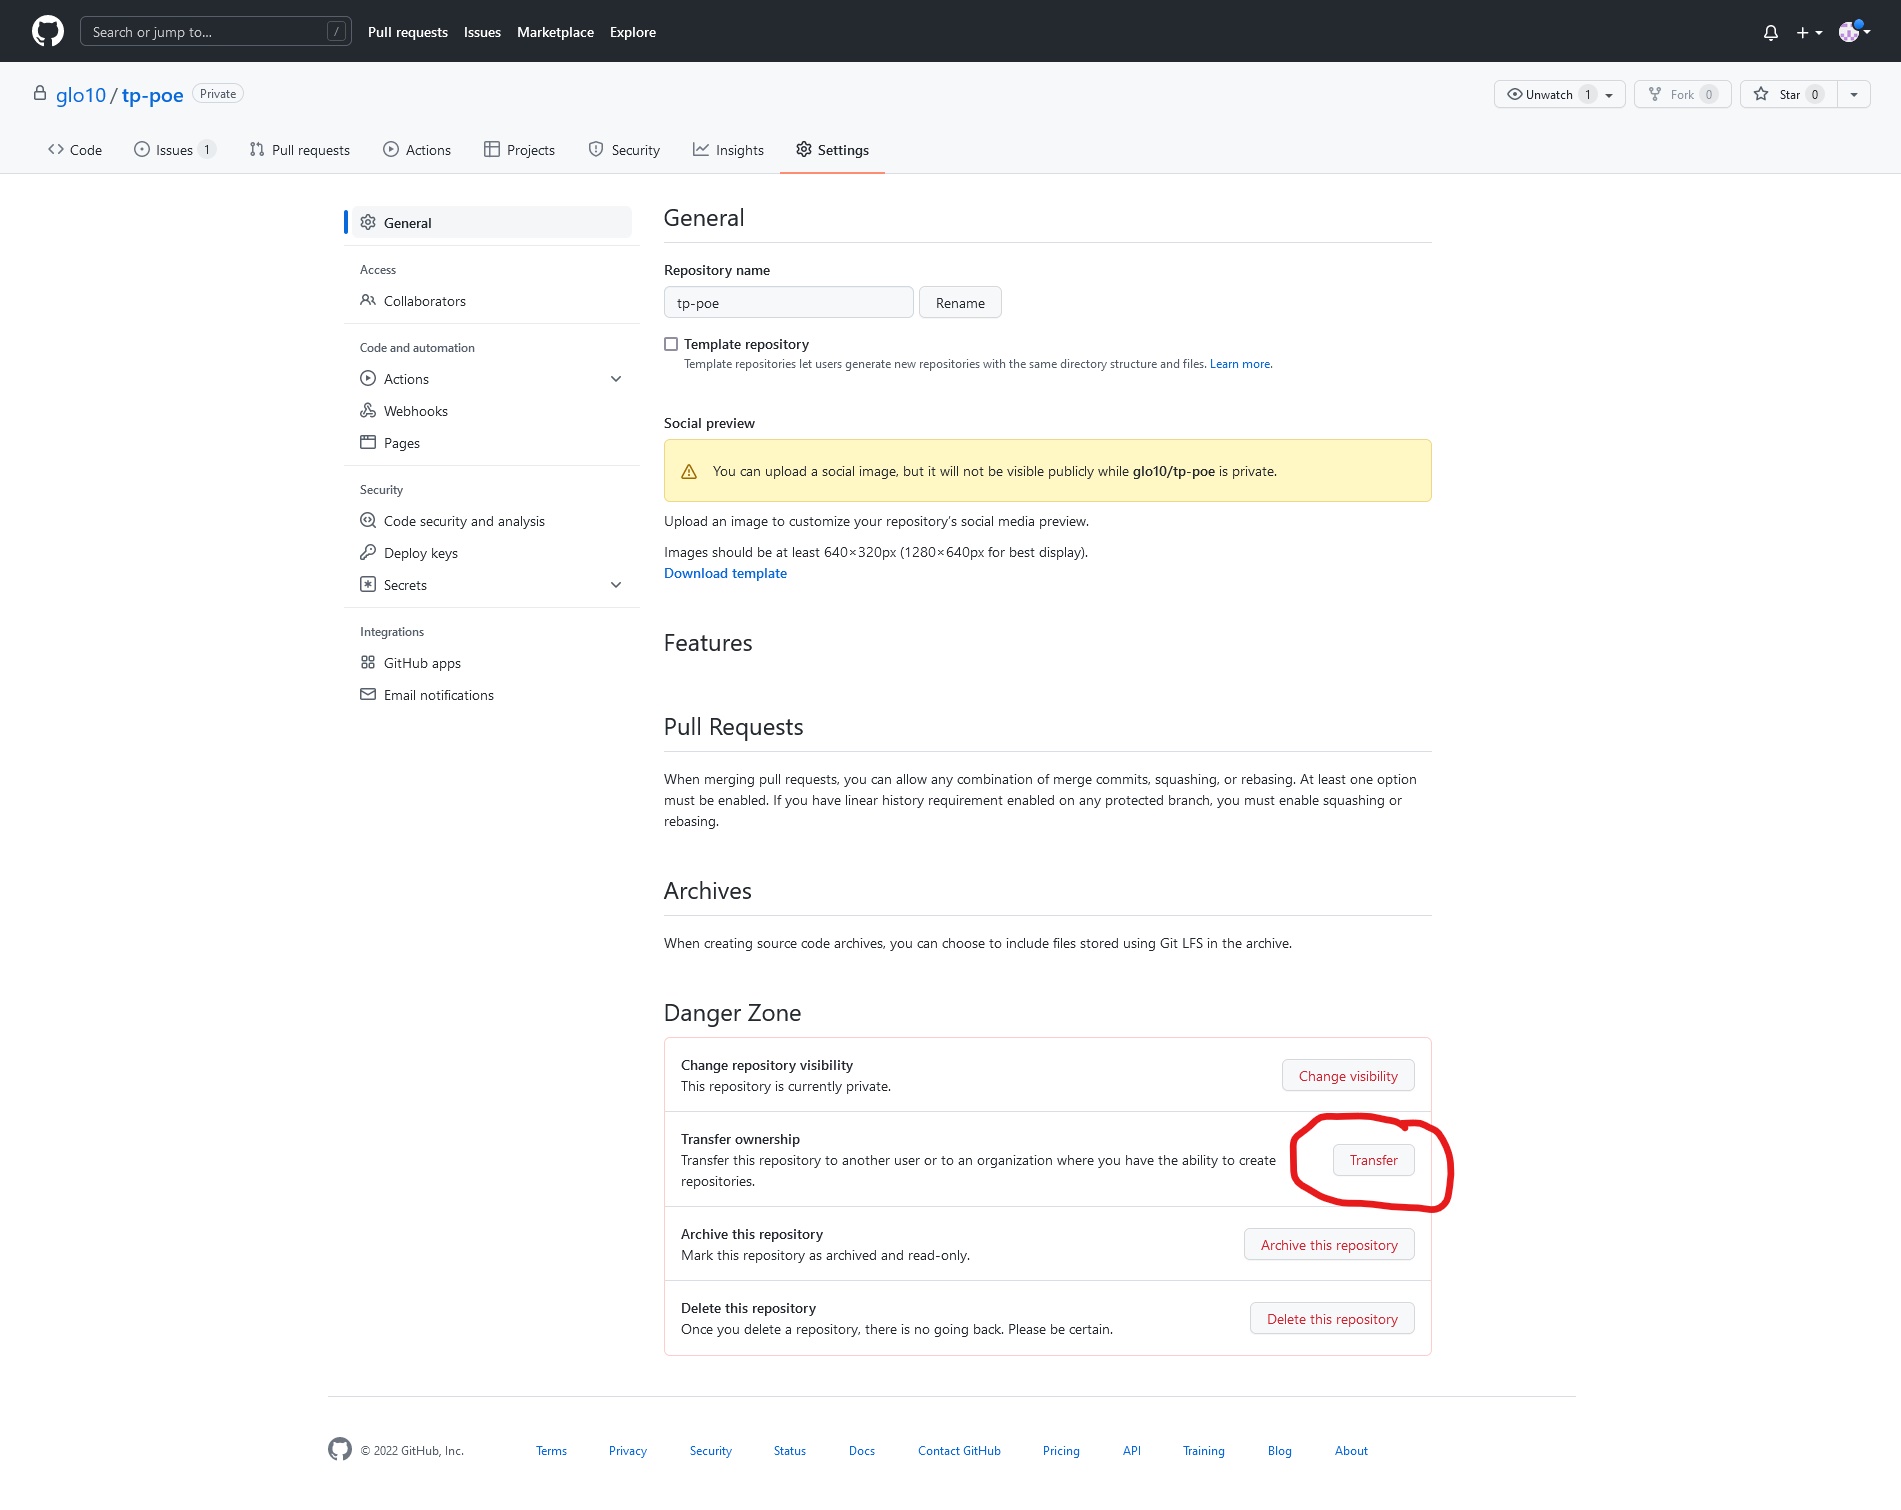 Search or jump to... /
Pull requests Issues Marketplace Explore
glo10 / tp-poe Private
Unwatch 1 Fork 0 Star 0
Code Issues 1 Pull requests Actions Projects Security Insights Settings
General
Access
Collaborators
Code and automation
Actions
Webhooks
Pages
Security
Code security and analysis
Deploy keys
Secrets
Integrations
GitHub apps
Email notifications
General
Repository name
tp-poe Rename
Template repository
Template repositories let users generate new repositories with the same directory structure and files. Learn more.
Social preview
You can upload a social image, but it will not be visible publicly while glo10/tp-poe is private.
Upload an image to customize your repository’s social media preview.
Images should be at least 640×320px (1280×640px for best display).
Download template
Features
Pull Requests
When merging pull requests, you can allow any combination of merge commits, squashing, or rebasing. At least one option
must be enabled. If you have linear history requirement enabled on any protected branch, you must enable squashing or
rebasing.
Archives
When creating source code archives, you can choose to include files stored using Git LFS in the archive.
Danger Zone
Change repository visibility
This repository is currently private.
Change visibility
Transfer ownership
Transfer this repository to another user or to an organization where you have the ability to create
repositories.
Transfer
Archive this repository
Mark this repository as archived and read-only.
Archive this repository
Delete this repository
Once you delete a repository, there is no going back. Please be certain.
Delete this repository
© 2022 GitHub, Inc. Terms Privacy Security Status Docs Contact GitHub Pricing API Training Blog About